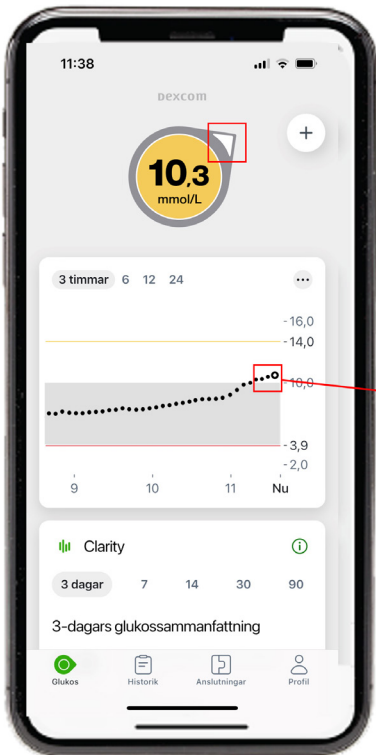 11:38
Dexcom
+
10,3
mmol/L
3 timmar 6 12 24
16,0
14,0
10,0
3,9
2,0
9 10 11 Nu
Clarity
3 dagar 7 14 30 90
3-dagars glukossammanfattning
Glukos Historik Anslutningar Profil